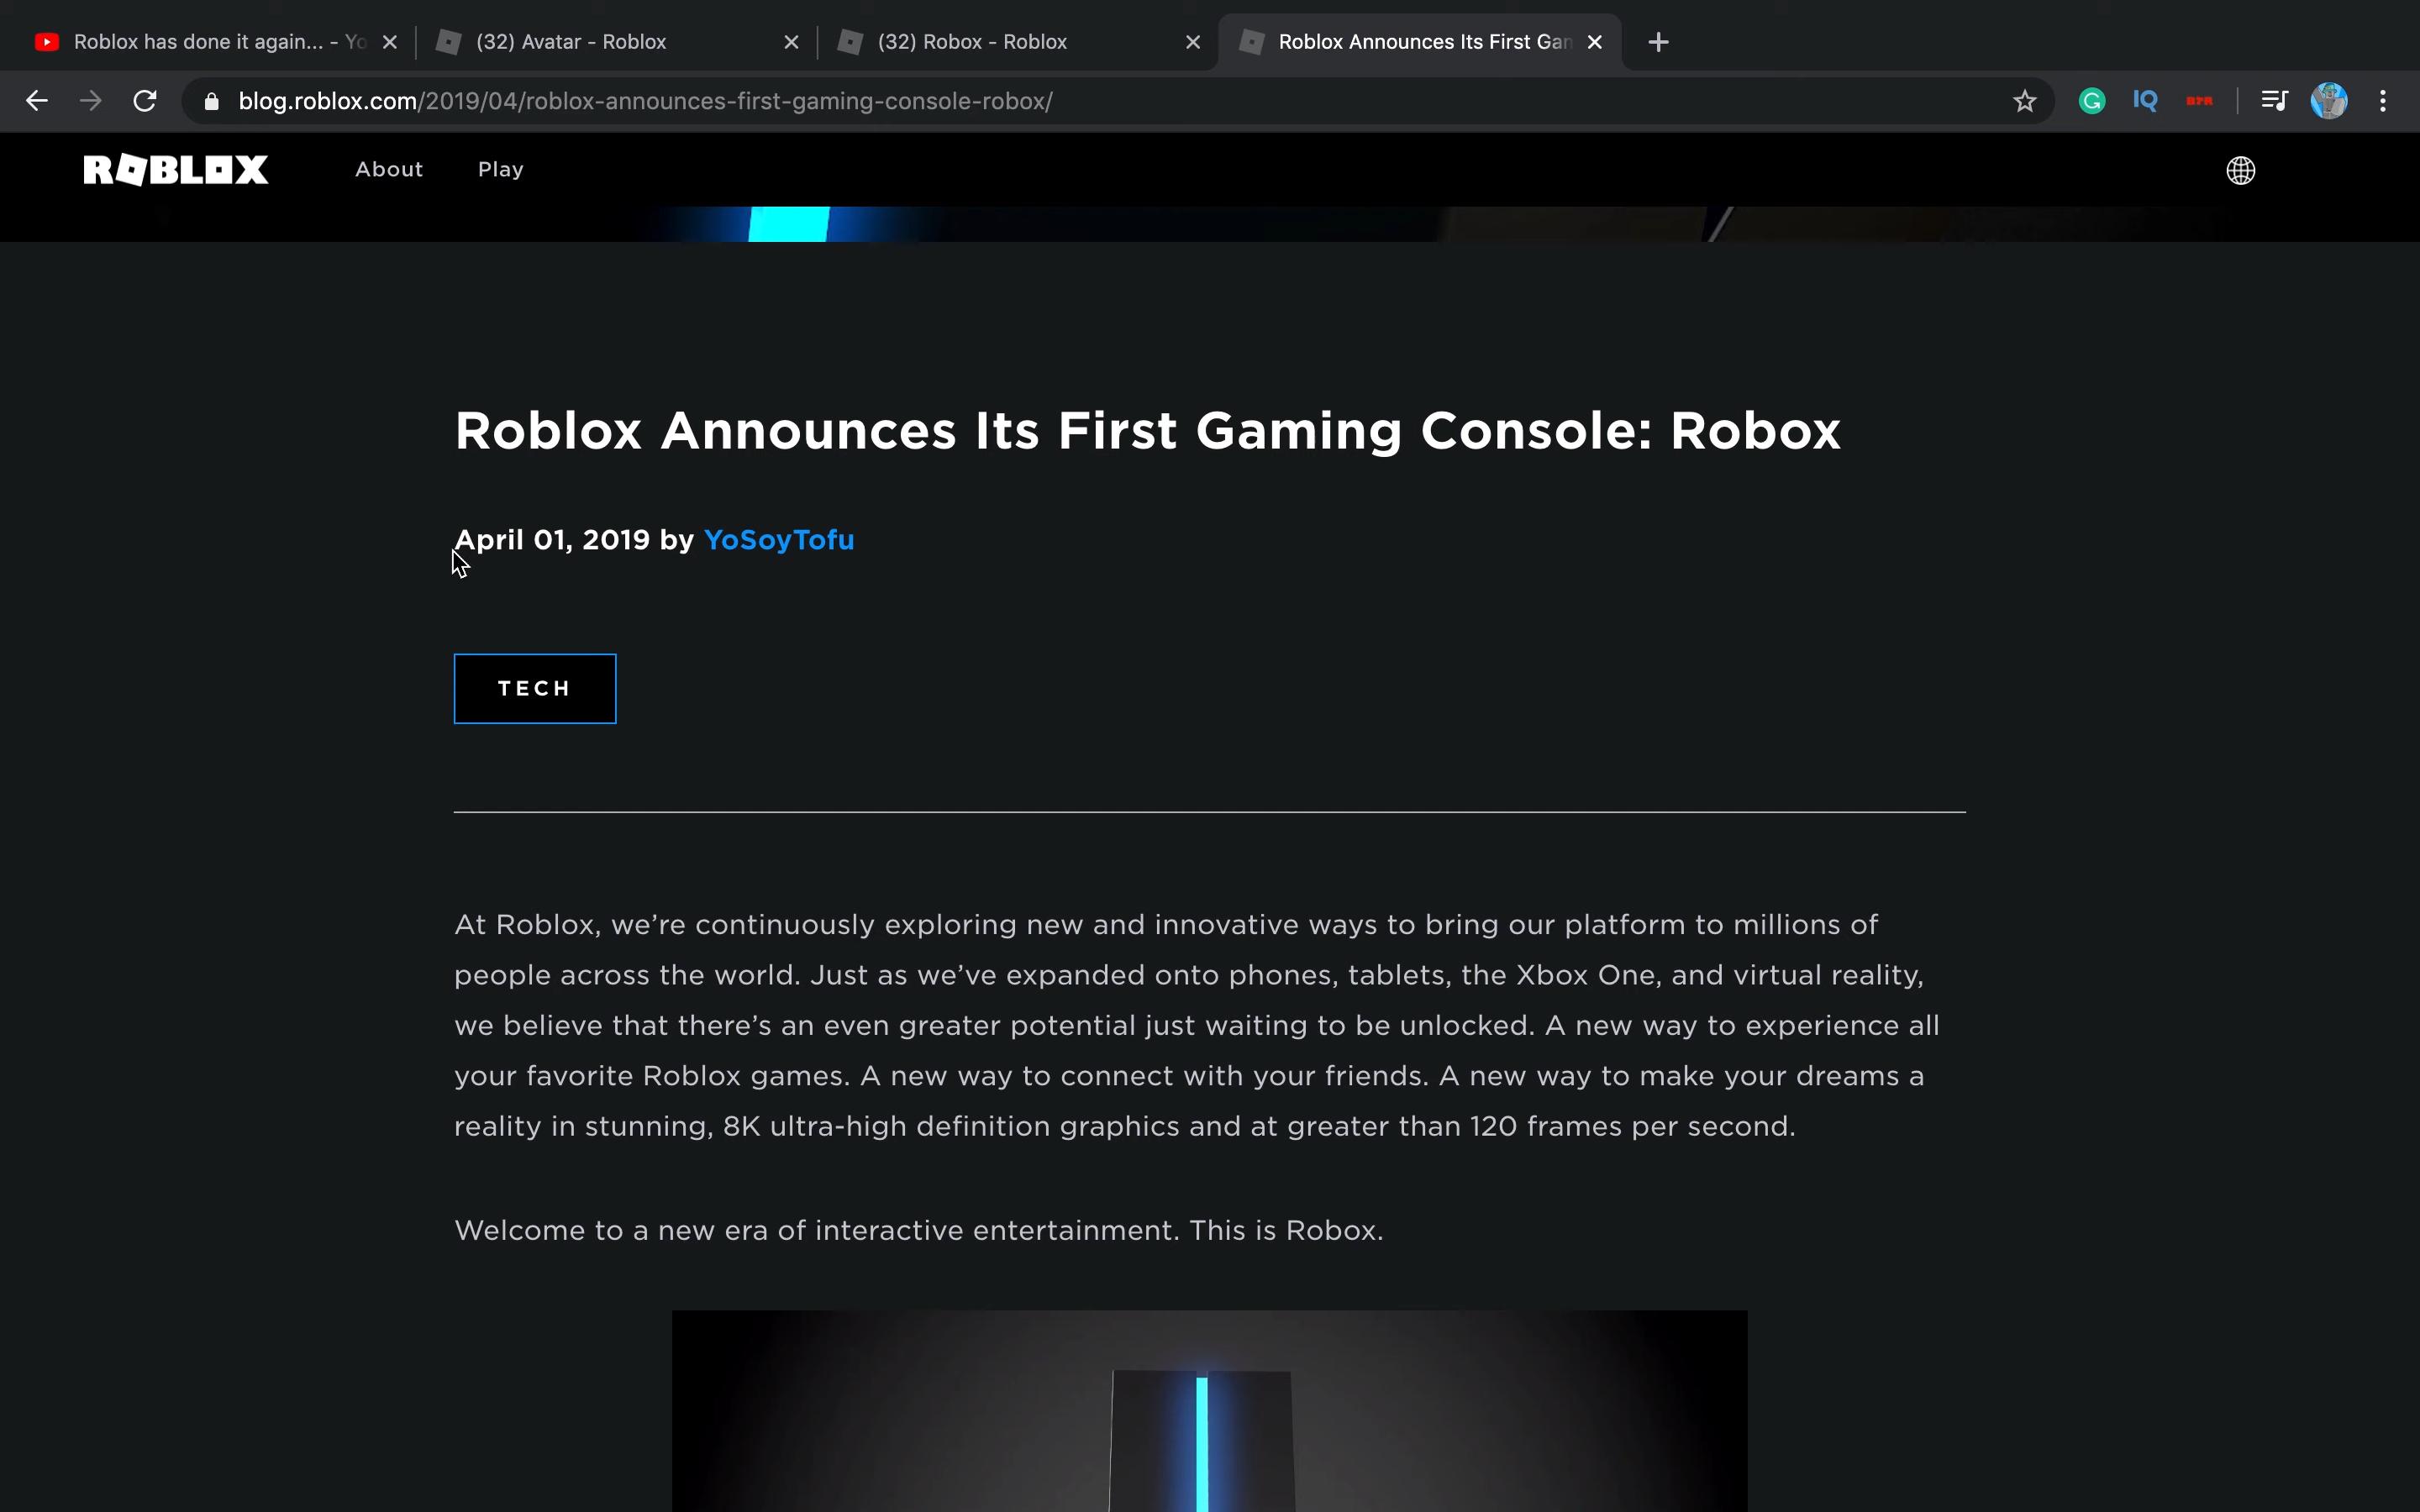 Roblox has done it again... - Yo
(32) Avatar - Roblox
(32) Robox - Roblox
Roblox Announces Its First Gam
blog.roblox.com/2019/04/roblox-announces-first-gaming-console-robox/
IQ
ROBLOX
About
Play
Roblox Announces Its First Gaming Console: Robox
April 01, 2019 by YoSoyTofu
TECH
At Roblox, we’re continuously exploring new and innovative ways to bring our platform to millions of
people across the world. Just as we’ve expanded onto phones, tablets, the Xbox One, and virtual reality,
we believe that there’s an even greater potential just waiting to be unlocked. A new way to experience all
your favorite Roblox games. A new way to connect with your friends. A new way to make your dreams a
reality in stunning, 8K ultra-high definition graphics and at greater than 120 frames per second.
Welcome to a new era of interactive entertainment. This is Robox.